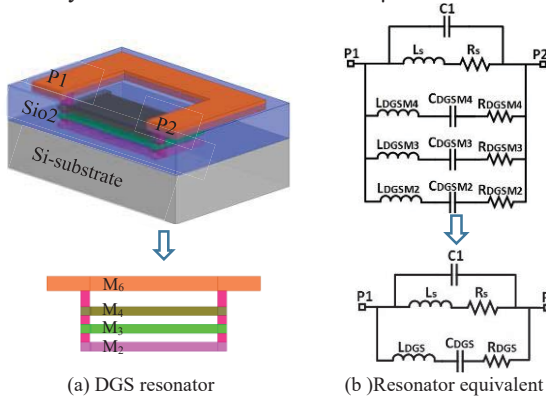 P1
P2
Sio2
Si-substrate
M6
M4
M3
M2
(a) DGS resonator
C1
P1
P2
Ls
Rs
LDGSM4
CDGSM4
RDGSM4
LDGSM3
CDGSM3
RDGSM3
LDGSM2
CDGSM2
RDGSM2
C1
P1
Ls
Rs
LDGS
CDGS
RDGS
(b )Resonator equivalent